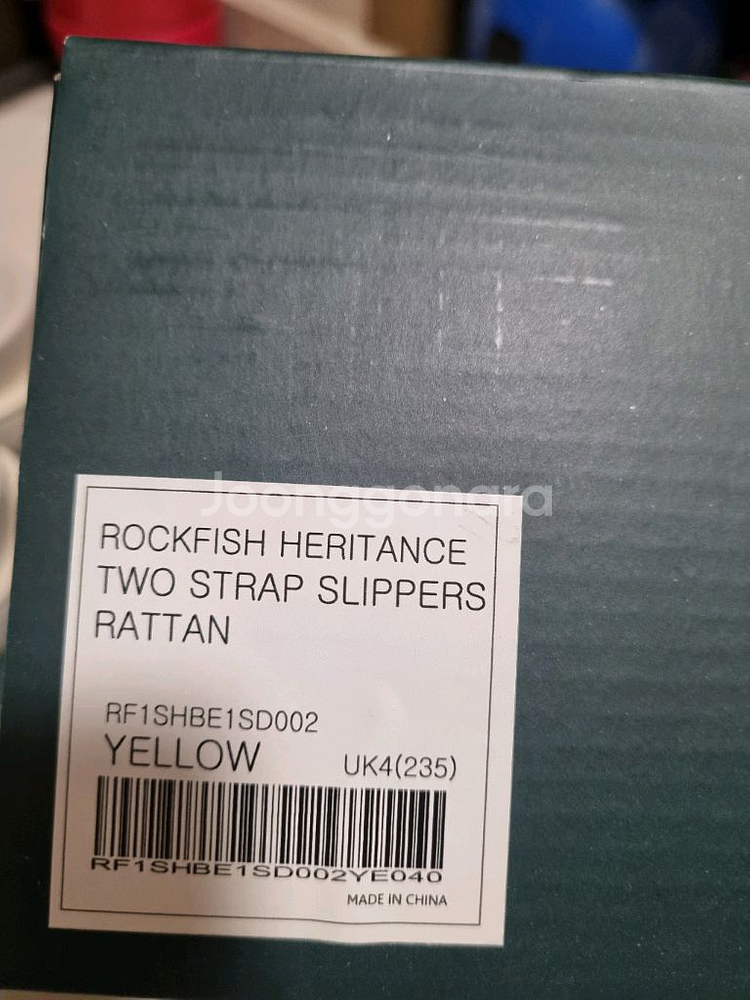 Joonggonara
ROCKFISH HERITANCE
TWO STRAP SLIPPERS
RATTAN
RF1SHBE1SD002
YELLOW UK4(235)
RF1SHBE1SD002YE040
MADE IN CHINA